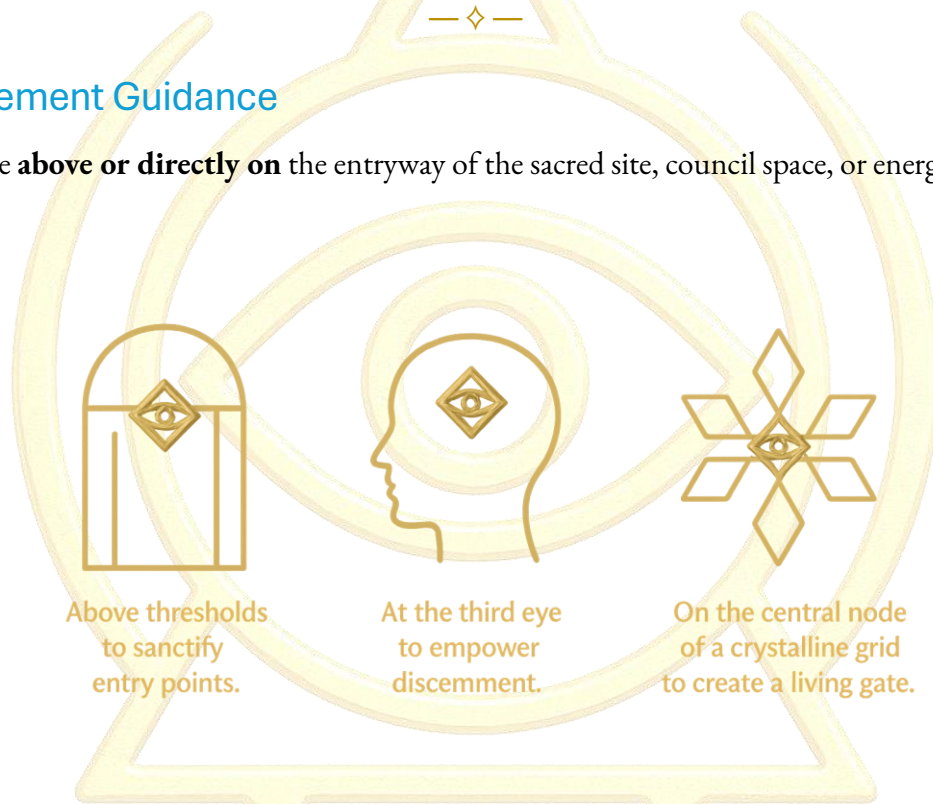 ement Guidance
e above or directly on the entryway of the sacred site, council space, or energ
Above thresholds
to sanctify
entry points.
At the third eye
to empower
discemment.
On the central node
of a crystalline grid
to create a living gate.